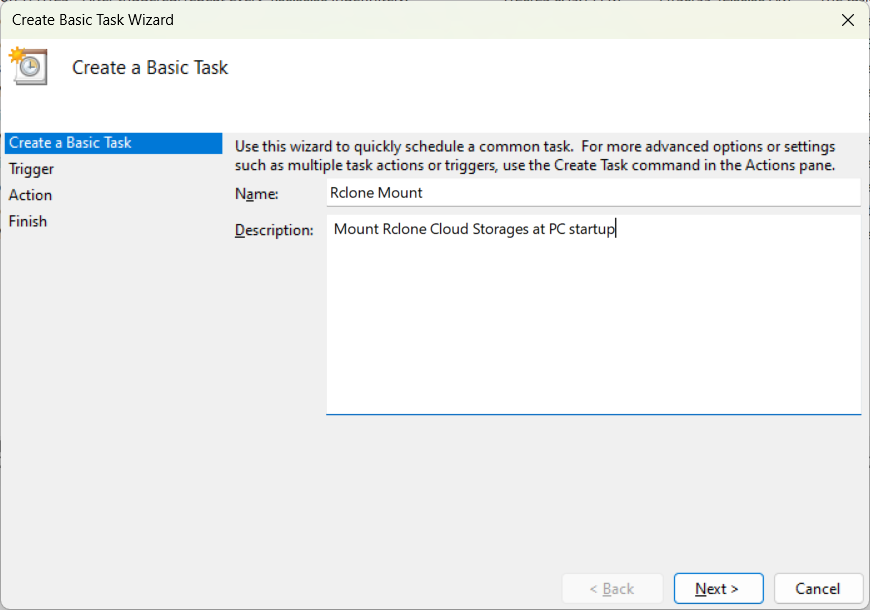 Create Basic Task Wizard
Create a Basic Task
Create a Basic Task
Trigger
Action
Finish
Use this wizard to quickly schedule a common task. For more advanced options or settings
such as multiple task actions or triggers, use the Create Task command in the Actions pane.
Name:
Rclone Mount
Description:
Mount Rclone Cloud Storages at PC startup
< Back
Next >
Cancel